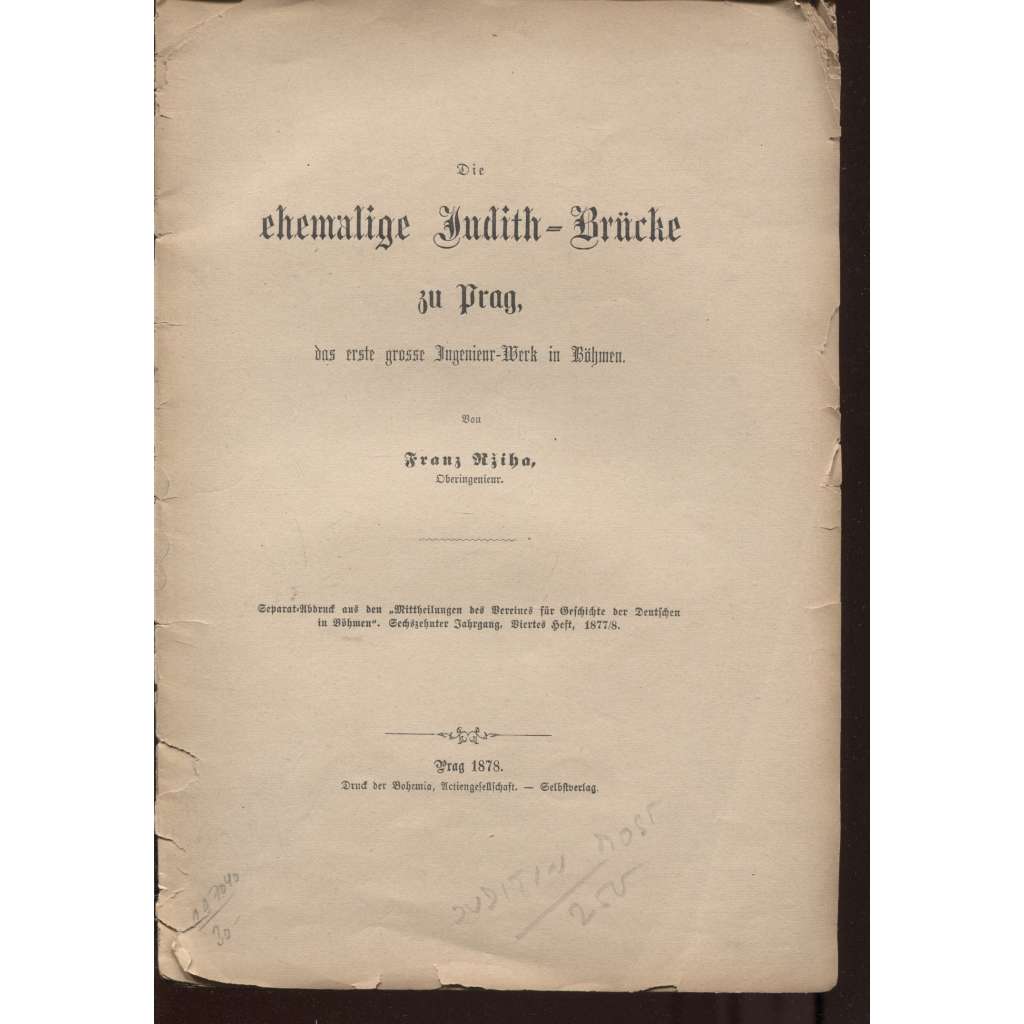 Die
ehemalige Judith-Brücke
zu Prag,
das erste grosse Ingenieur-Werk in Böhmen.
Von
Franz Ržiha,
Oberingenieur.
Separat-Abdruck aus den „Mittheilungen des Vereines für Geschichte der Deutschen
in Böhmen“. Sechszehnter Jahrgang, Viertes Heft, 1877/8.
Prag 1878.
Druck der Bohemia, Actiengesellschaft. — Selbstverlag.
JUDITIN MOST
30